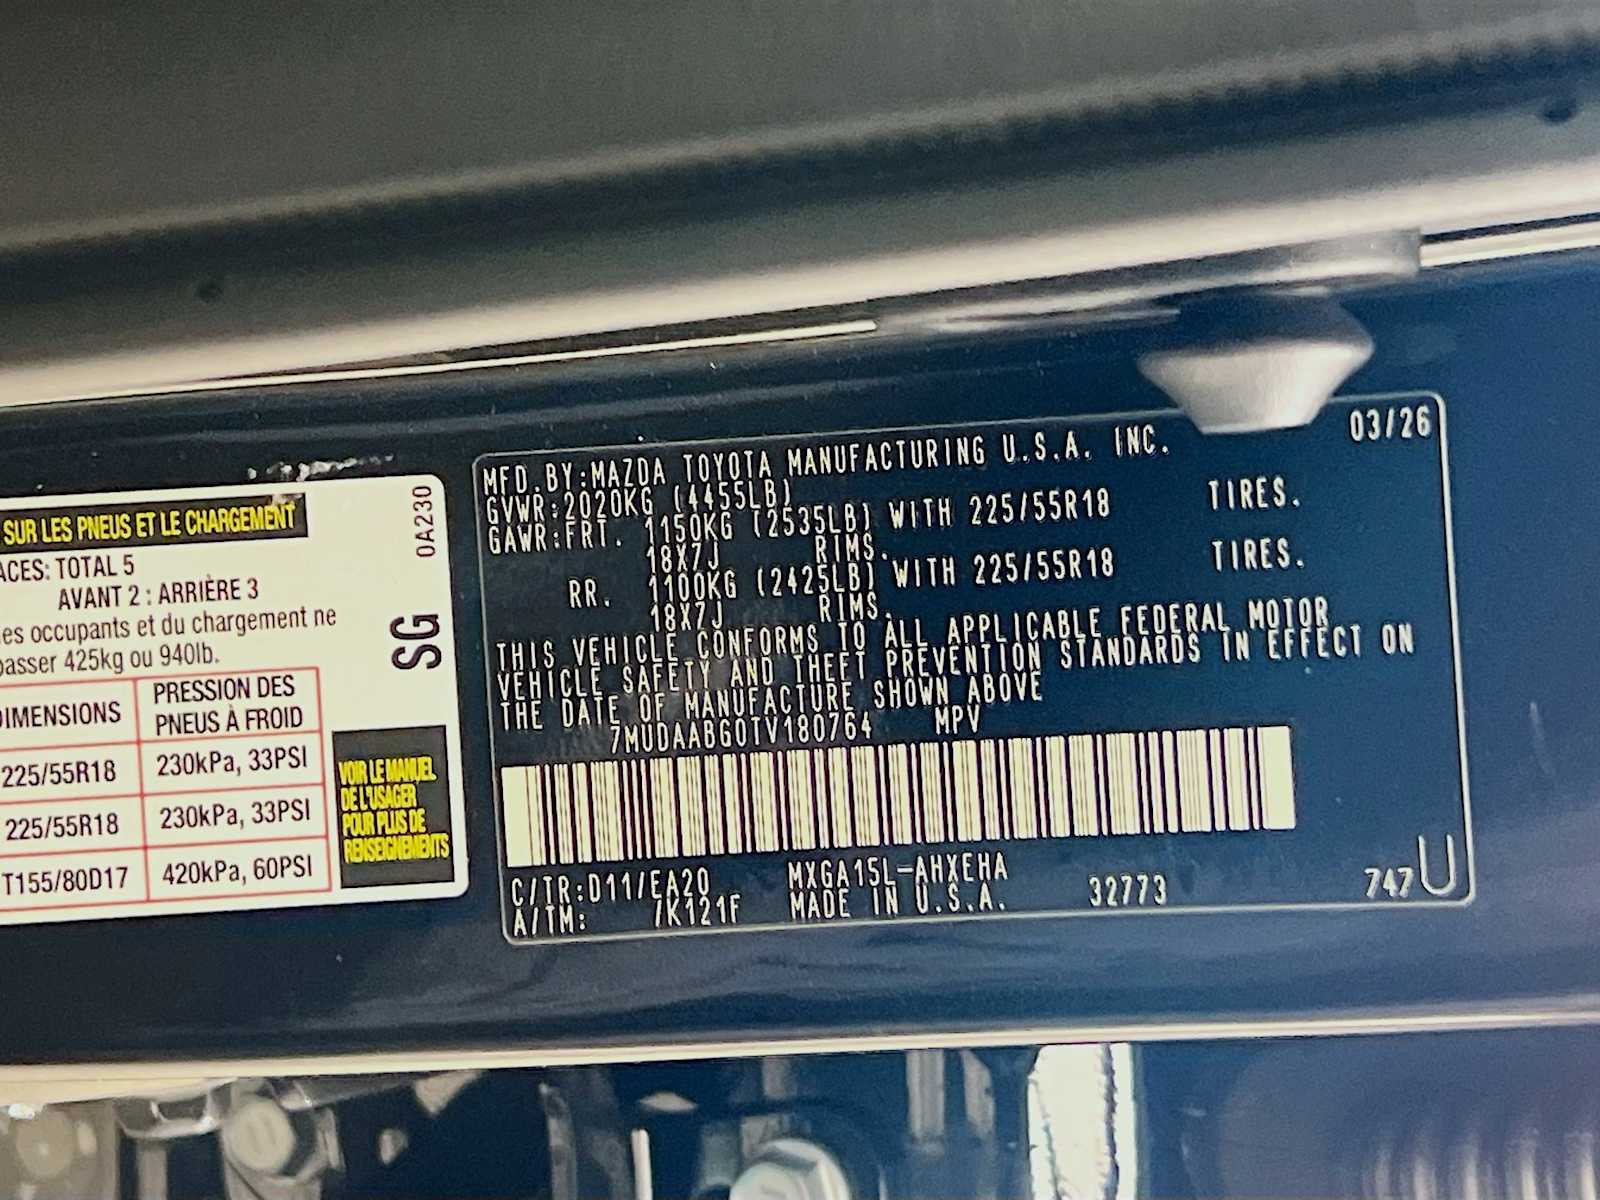 SUR LES PNEUS ET LE CHARGEMENT
0A230
ACES: TOTAL 5
AVANT 2 : ARRIÈRE 3
es occupants et du chargement ne
passer 425kg ou 940lb.
SG
DIMENSIONS
PRESSION DES
PNEUS À FROID
225/55R18 230kPa, 33PSI
225/55R18 230kPa, 33PSI
T155/80D17 420kPa, 60PSI
VOIR LE MANUEL
DE L'USAGER
POUR PLUS DE
RENSEIGNEMENTS
03/26
MFD.BY:MAZDA TOYOTA MANUFACTURING U.S.A. INC.
GVWR:2020KG (4455LB)
GAWR:FRT. 1150KG (2535LB) WITH 225/55R18 TIRES.
18X7J RIMS.
RR. 1100KG (2425LB) WITH 225/55R18 TIRES.
18X7J RIMS.
THIS VEHICLE CONFORMS TO ALL APPLICABLE FEDERAL MOTOR
VEHICLE SAFETY AND THEFT PREVENTION STANDARDS IN EFFECT ON
THE DATE OF MANUFACTURE SHOWN ABOVE
7MUDAABG0TV180764 MPV
C/TR:D11/EA20 MXGA15L-AHXEHA
A/TM: /K121F MADE IN U.S.A. 32773 747U